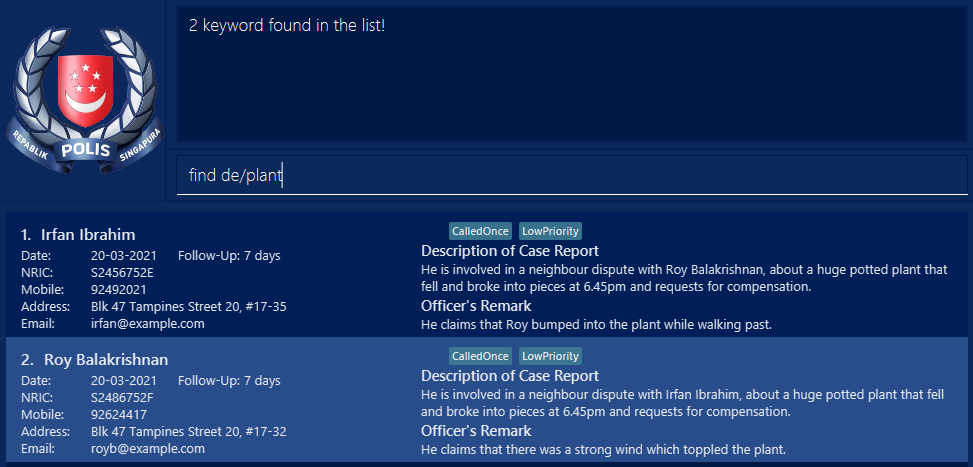 2 keyword found in the list!
REPABLIK POLIS SINGAPURA
find de/plant
1. Irfan Ibrahim
Date: 20-03-2021 Follow-Up: 7 days
NRIC: S2456752E
Mobile: 92492021
Address: Blk 47 Tampines Street 20, #17-35
Email: irfan@example.com
CalledOnce LowPriority
Description of Case Report
He is involved in a neighbour dispute with Roy Balakrishnan, about a huge potted plant that
fell and broke into pieces at 6.45pm and requests for compensation.
Officer's Remark
He claims that Roy bumped into the plant while walking past.
2. Roy Balakrishnan
Date: 20-03-2021 Follow-Up: 7 days
NRIC: S2486752F
Mobile: 92624417
Address: Blk 47 Tampines Street 20, #17-32
Email: royb@example.com
CalledOnce LowPriority
Description of Case Report
He is involved in a neighbour dispute with Irfan Ibrahim, about a huge potted plant that fell
and broke into pieces at 6.45pm and requests for compensation.
Officer's Remark
He claims that there was a strong wind which toppled the plant.